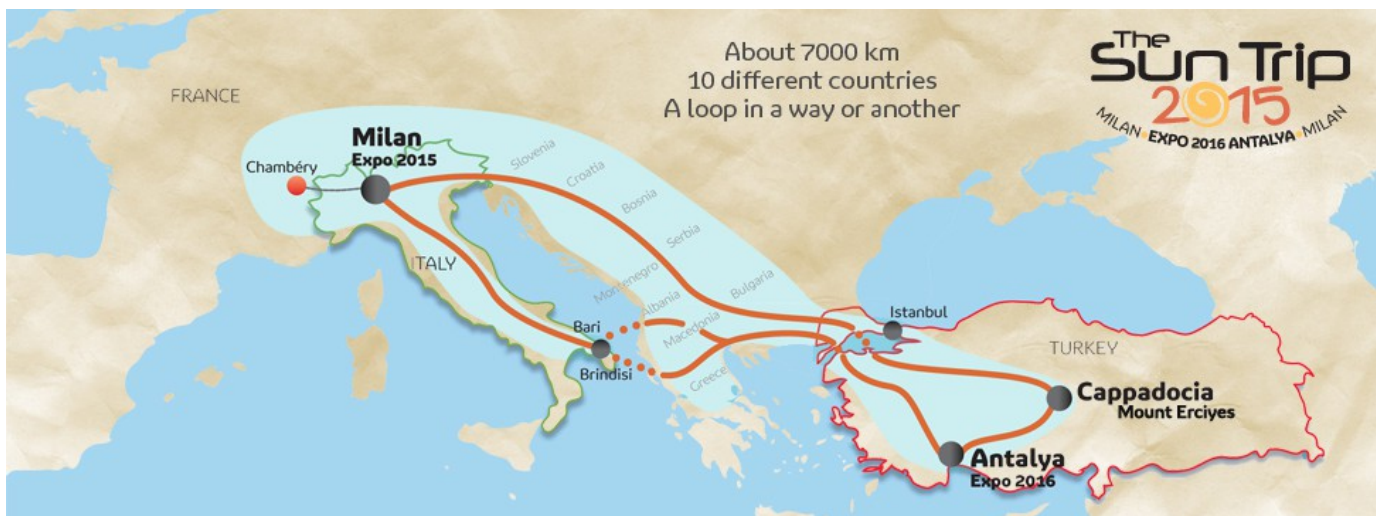 About 7000 km
10 different countries
A loop in a way or another
The
Sun Trip
2015
MILAN • EXPO 2016 ANTALYA • MILAN
FRANCE
Chambéry
Milan
Expo 2015
Slovenia
Croatia
Bosnia
Serbia
Montenegro
Albania
Macedonia
Bulgaria
Greece
ITALY
Bari
Brindisi
Istanbul
TURKEY
Cappadocia
Mount Erciyes
Antalya
Expo 2016